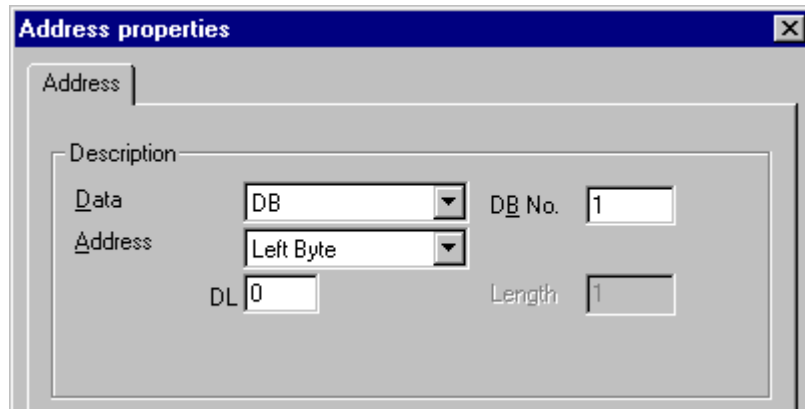 Address properties
Address
Description
Data DB DB No. 1
Address Left Byte
DL 0 Length 1